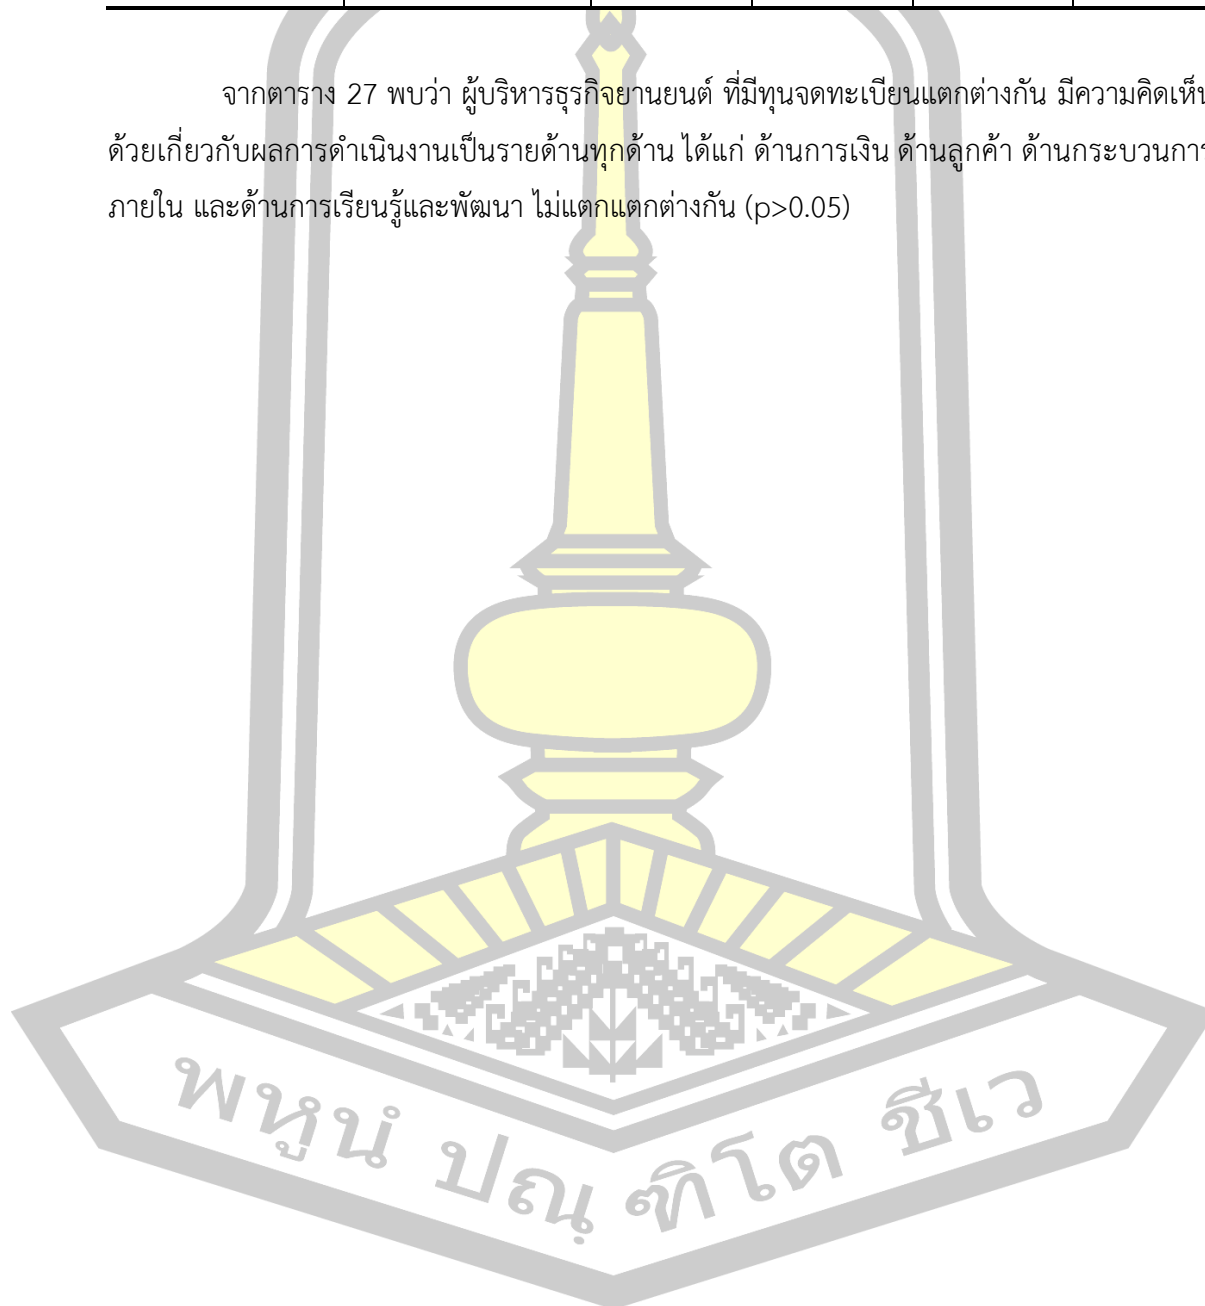 จากตาราง 27 พบว่า ผู้บริหารธุรกิจยานยนต์ ที่มีทุนจดทะเบียนแตกต่างกัน มีความคิดเห็น
ด้วยเกี่ยวกับผลการดำเนินงานเป็นรายด้านทุกด้าน ได้แก่ ด้านการเงิน ด้านลูกค้า ด้านกระบวนการ
ภายใน และด้านการเรียนรู้และพัฒนา ไม่แตกแตกต่างกัน (p>0.05)
พหูนํ ปณฺ ฑิโต ชีเว